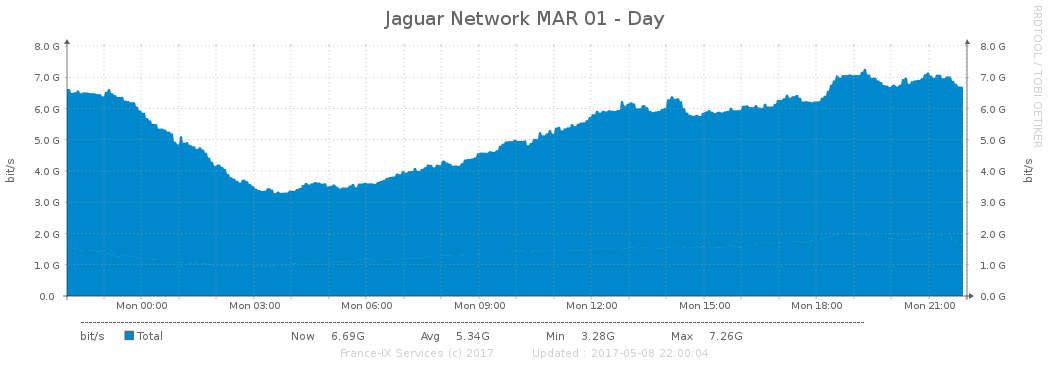 Jaguar Network MAR 01 - Day
RRDTOOL / TOBI OETIKER
8.0 G 8.0 G
7.0 G 7.0 G
6.0 G 6.0 G
5.0 G 5.0 G
4.0 G 4.0 G
3.0 G 3.0 G
2.0 G 2.0 G
1.0 G 1.0 G
0.0 0.0 G
bit/s bit/s
Mon 00:00 Mon 03:00 Mon 06:00 Mon 09:00 Mon 12:00 Mon 15:00 Mon 18:00 Mon 21:00
bit/s Total Now 6.69G Avg 5.34G Min 3.28G Max 7.26G
France-IX Services (c) 2017 Updated : 2017-05-08 22:00:04